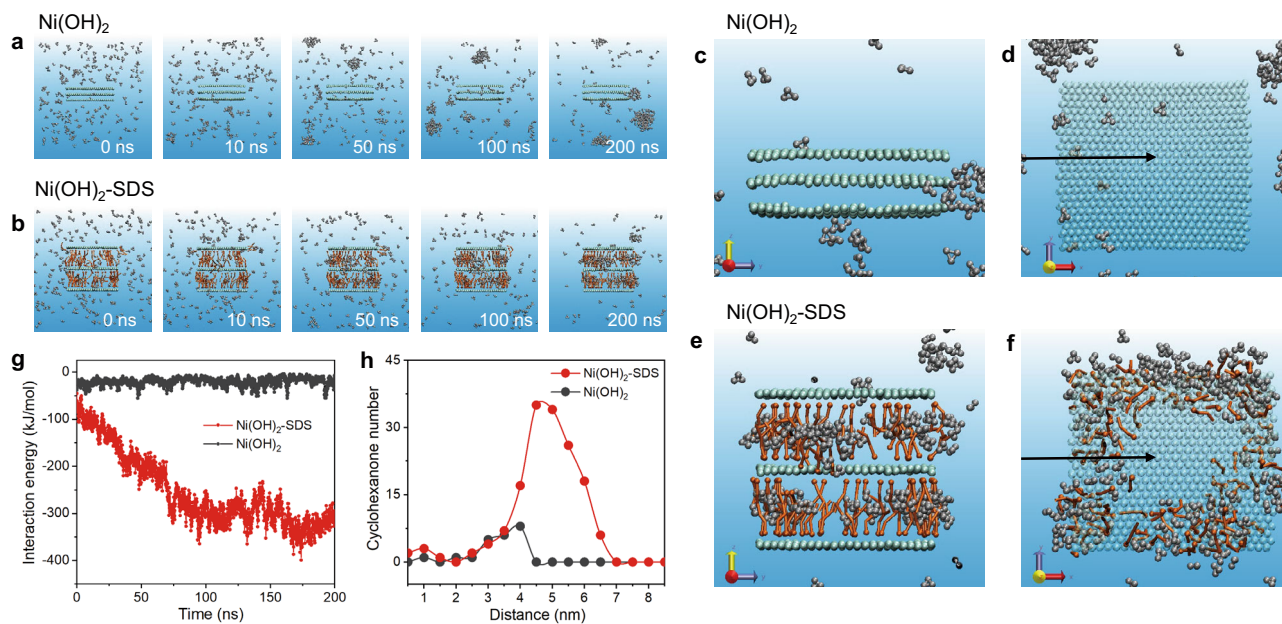 Ni(OH)2
a
0 ns
10 ns
50 ns
100 ns
200 ns
Ni(OH)2-SDS
b
0 ns
10 ns
50 ns
100 ns
200 ns
Ni(OH)2
c
d
Ni(OH)2-SDS
e
f
g
0
-100
-200
-300
-400
Interaction energy (kJ/mol)
Ni(OH)2-SDS
Ni(OH)2
0
50
100
150
200
Time (ns)
h
45
30
15
0
Cyclohexanone number
Ni(OH)2-SDS
Ni(OH)2
1
2
3
4
5
6
7
8
Distance (nm)